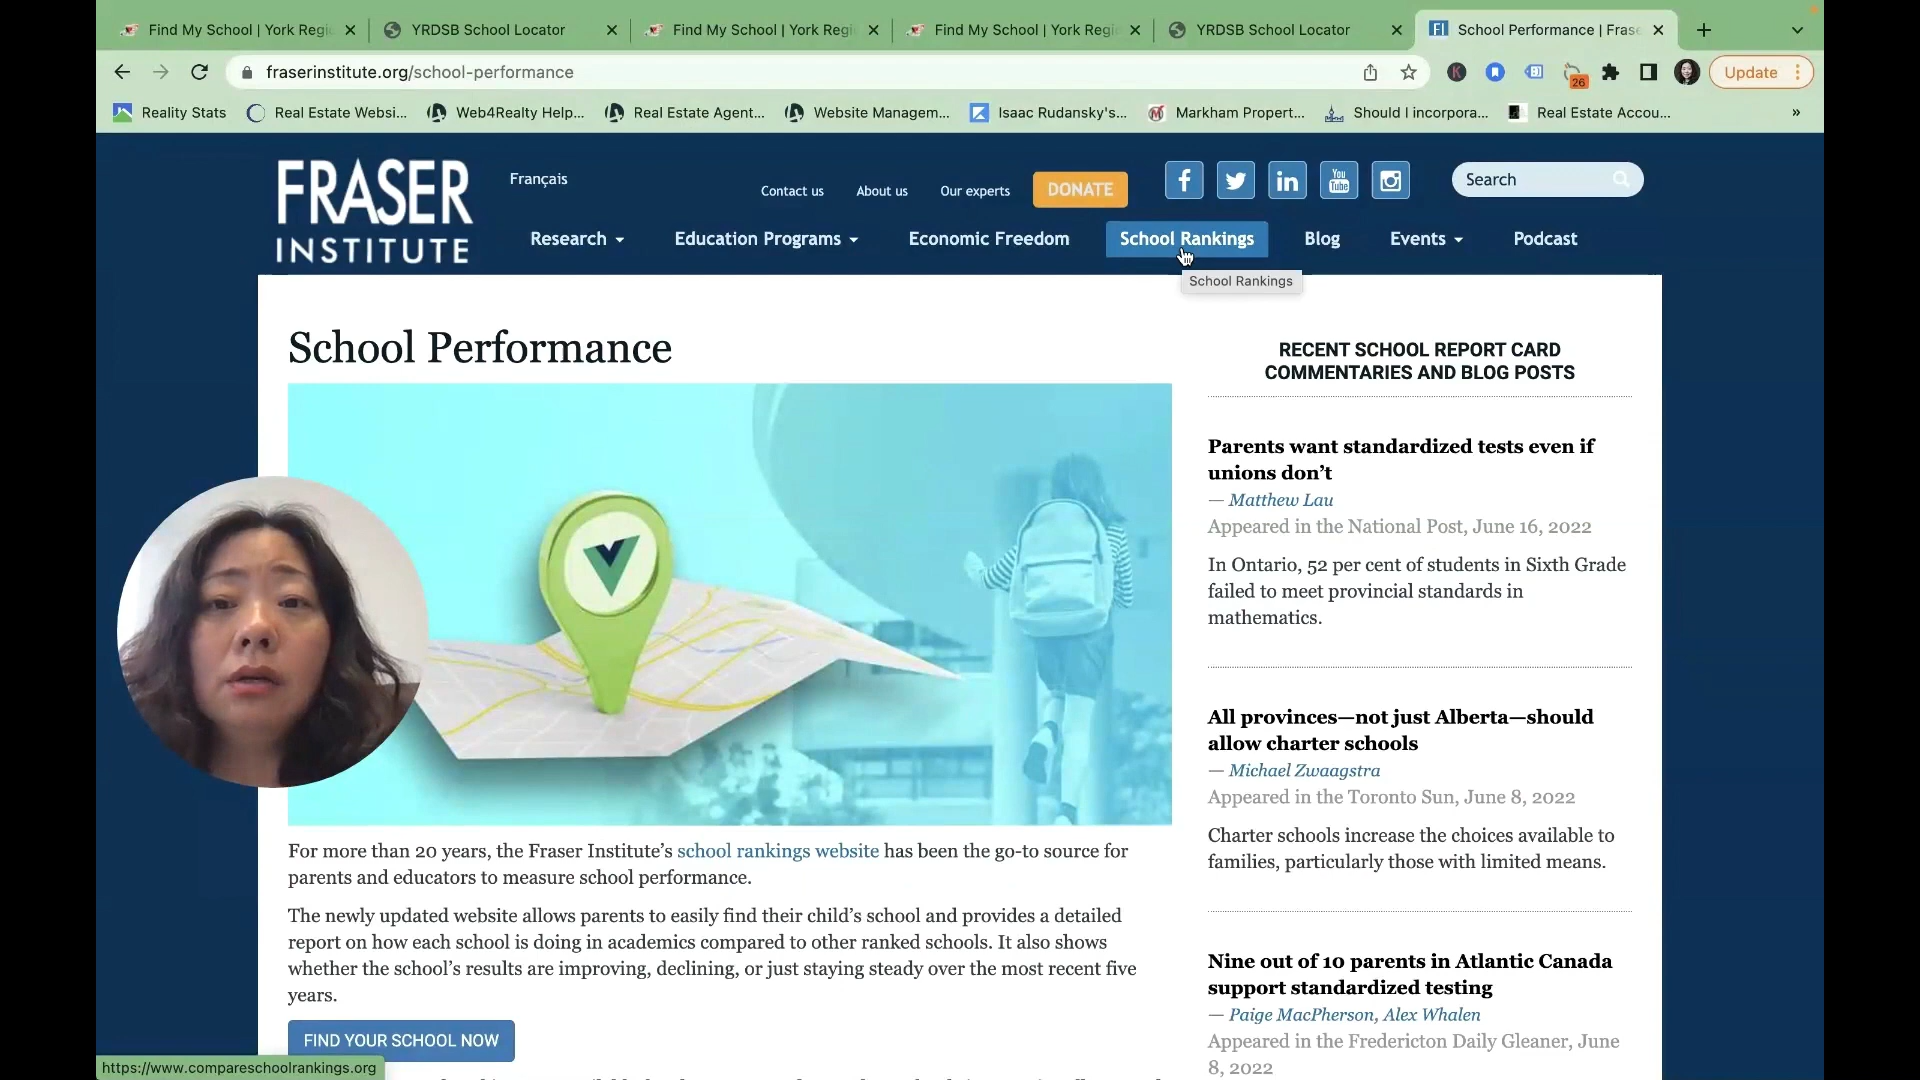 Find My School | York Regi
YRDSB School Locator
Find My School | York Regi
Find My School | York Regi
YRDSB School Locator
FI
School Performance | Frase
fraserinstitute.org/school-performance
K
26
Update
Reality Stats
Real Estate Websi...
Web4Realty Help...
Real Estate Agent...
Website Managem...
Isaac Rudansky's...
Markham Propert...
Should I incorpora...
Real Estate Accou...
»
FRASER
INSTITUTE
Français
Contact us
About us
Our experts
DONATE
f
in
You
Tube
Search
Research
Education Programs
Economic Freedom
School Rankings
Blog
Events
Podcast
School Rankings
School Performance
For more than 20 years, the Fraser Institute's school rankings website has been the go-to source for
parents and educators to measure school performance.
The newly updated website allows parents to easily find their child's school and provides a detailed
report on how each school is doing in academics compared to other ranked schools. It also shows
whether the school's results are improving, declining, or just staying steady over the most recent five
years.
FIND YOUR SCHOOL NOW
RECENT SCHOOL REPORT CARD
COMMENTARIES AND BLOG POSTS
Parents want standardized tests even if
unions don't
— Matthew Lau
Appeared in the National Post, June 16, 2022
In Ontario, 52 per cent of students in Sixth Grade
failed to meet provincial standards in
mathematics.
All provinces—not just Alberta—should
allow charter schools
— Michael Zwaagstra
Appeared in the Toronto Sun, June 8, 2022
Charter schools increase the choices available to
families, particularly those with limited means.
Nine out of 10 parents in Atlantic Canada
support standardized testing
— Paige MacPherson, Alex Whalen
Appeared in the Fredericton Daily Gleaner, June
8, 2022
https://www.compareschoolrankings.org